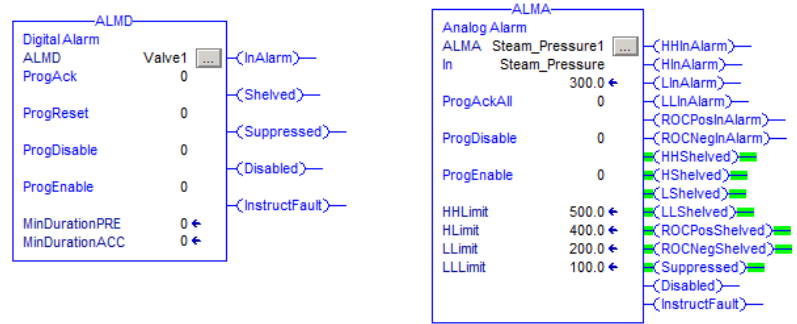 ALMD
Digital Alarm
ALMD Valve1 ...
ProgAck 0
ProgReset 0
ProgDisable 0
ProgEnable 0
MinDurationPRE 0
MinDurationACC 0
(InAlarm)
(Shelved)
(Suppressed)
(Disabled)
(InstructFault)
ALMA
Analog Alarm
ALMA Steam_Pressure1 ...
In Steam_Pressure
300.0
ProgAckAll 0
ProgDisable 0
ProgEnable 0
HHLimit 500.0
HLimit 400.0
LLimit 200.0
LLLimit 100.0
(HHInAlarm)
(HInAlarm)
(LInAlarm)
(LLInAlarm)
(ROCPosInAlarm)
(ROCNegInAlarm)
(HHShelved)
(HShelved)
(LShelved)
(LLShelved)
(ROCPosShelved)
(ROCNegShelved)
(Suppressed)
(Disabled)
(InstructFault)